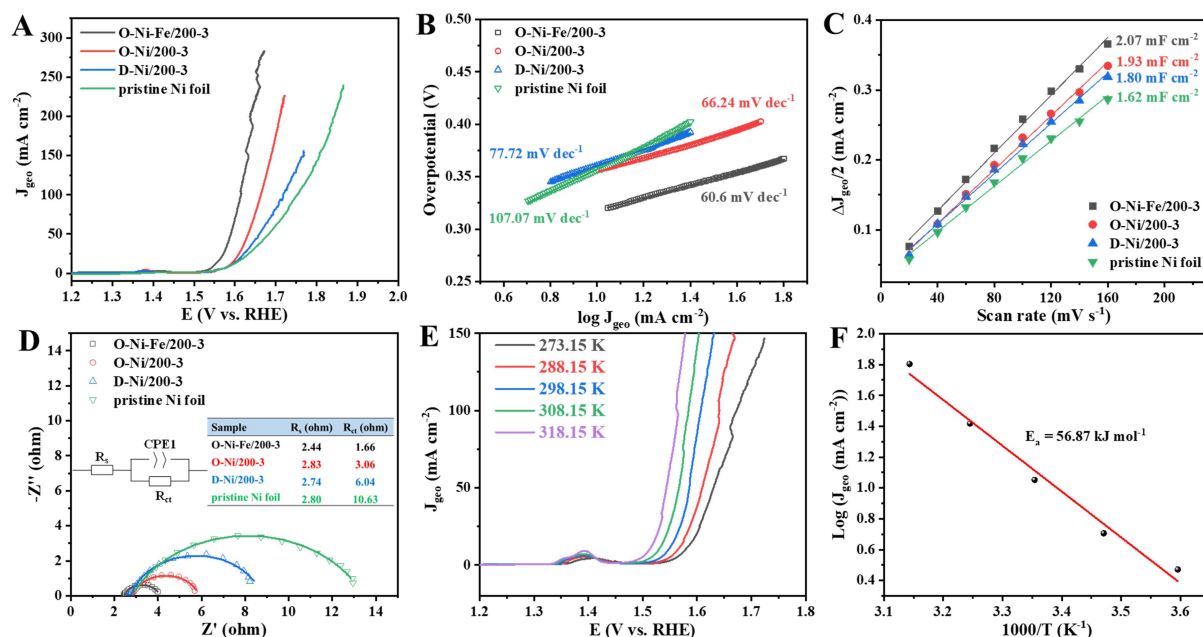 A
O-Ni-Fe/200-3
O-Ni/200-3
D-Ni/200-3
pristine Ni foil
300
250
200
150
100
50
0
J_geo (mA cm⁻²)
1.2 1.3 1.4 1.5 1.6 1.7 1.8 1.9 2.0
E (V vs. RHE)
B
O-Ni-Fe/200-3
O-Ni/200-3
D-Ni/200-3
pristine Ni foil
0.50
0.45
0.40
0.35
0.30
0.25
Overpotential (V)
66.24 mV dec⁻¹
77.72 mV dec⁻¹
107.07 mV dec⁻¹
60.6 mV dec⁻¹
0.6 0.8 1.0 1.2 1.4 1.6 1.8
log J_geo (mA cm⁻²)
C
0.4
0.3
0.2
0.1
ΔJ_geo/2 (mA cm⁻²)
2.07 mF cm⁻²
1.93 mF cm⁻²
1.80 mF cm⁻²
1.62 mF cm⁻²
O-Ni-Fe/200-3
O-Ni/200-3
D-Ni/200-3
pristine Ni foil
0 40 80 120 160 200
Scan rate (mV s⁻¹)
D
O-Ni-Fe/200-3
O-Ni/200-3
D-Ni/200-3
pristine Ni foil
14
12
10
8
6
4
2
0
-Z'' (ohm)
CPE1
R_s
R_ct
Sample R_s (ohm) R_ct (ohm)
O-Ni-Fe/200-3 2.44 1.66
O-Ni/200-3 2.83 3.06
D-Ni/200-3 2.74 6.04
pristine Ni foil 2.80 10.63
0 2 4 6 8 10 12 14
Z' (ohm)
E
273.15 K
288.15 K
298.15 K
308.15 K
318.15 K
150
100
50
0
J_geo (mA cm⁻²)
1.2 1.3 1.4 1.5 1.6 1.7
E (V vs. RHE)
F
2.0
1.8
1.6
1.4
1.2
1.0
0.8
0.6
0.4
Log (J_geo (mA cm⁻²))
E_a = 56.87 kJ mol⁻¹
3.1 3.2 3.3 3.4 3.5 3.6
1000/T (K⁻¹)